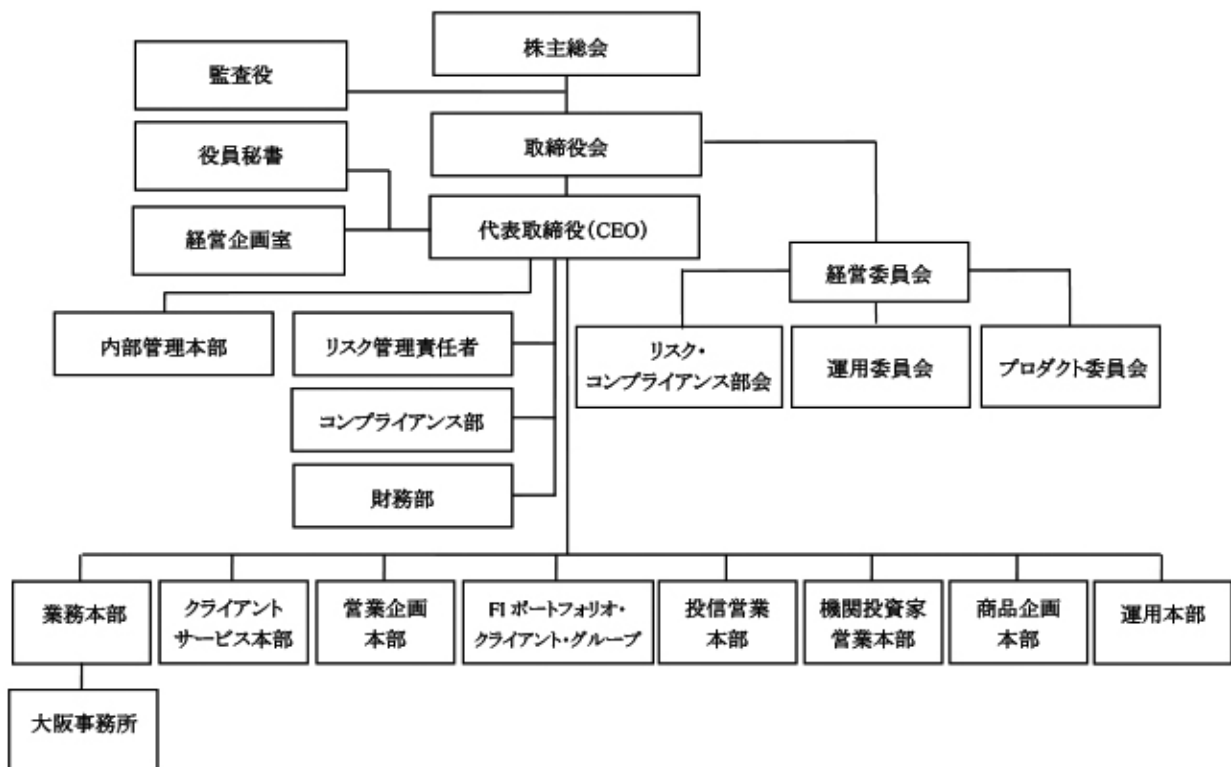 株主総会
監査役
取締役会
役員秘書
代表取締役(CEO)
経営企画室
経営委員会
内部管理本部
リスク管理責任者
リスク・
コンプライアンス部会
運用委員会
プロダクト委員会
コンプライアンス部
財務部
業務本部
クライアント
サービス本部
営業企画
本部
FI ポートフォリオ・
クライアント・グループ
投信営業
本部
機関投資家
営業本部
商品企画
本部
運用本部
大阪事務所